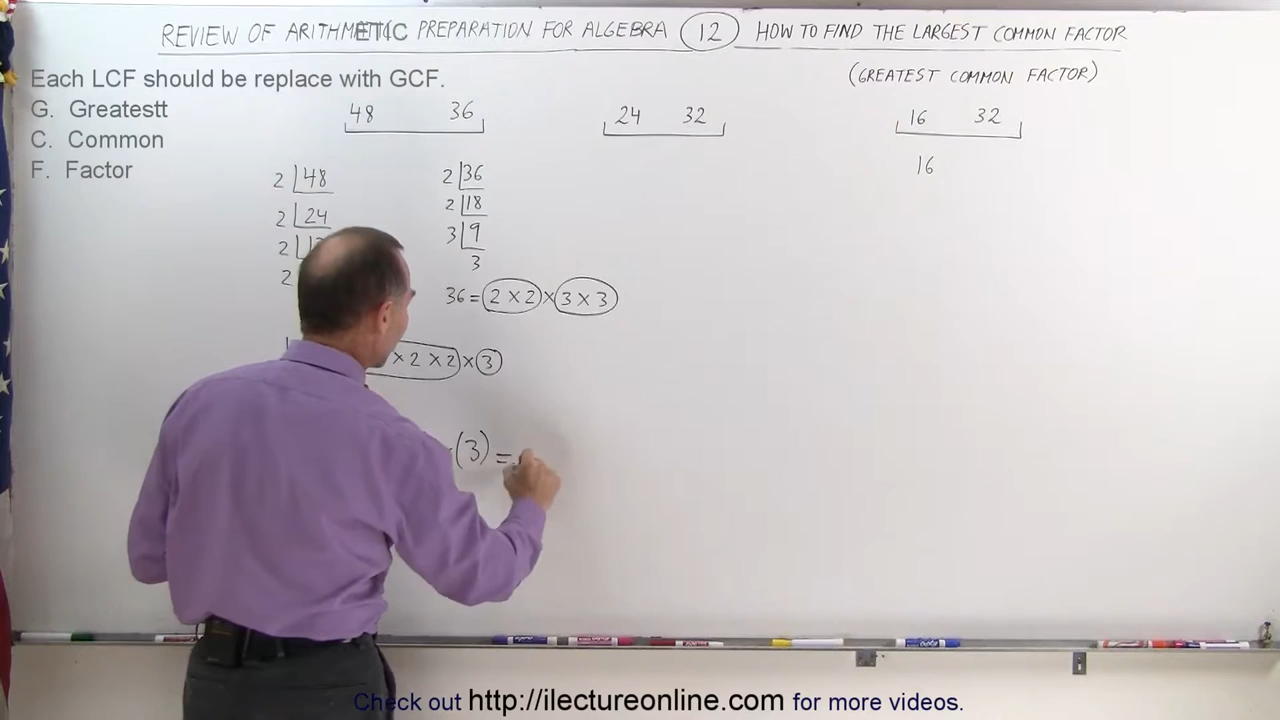 REVIEW OF ARITHMETIC PREPARATION FOR ALGEBRA 12 HOW TO FIND THE LARGEST COMMON FACTOR
(GREATEST COMMON FACTOR)
Each LCF should be replace with GCF.
G. Greatestt
C. Common
F. Factor
48 36
24 32
16 32
16
2 48
2 24
2
2
2 36
2 18
3 9
3
36 = 2 × 2 × 3 × 3
× 2 × 2 × 3
(3) =
Check out http://ilectureonline.com for more videos.